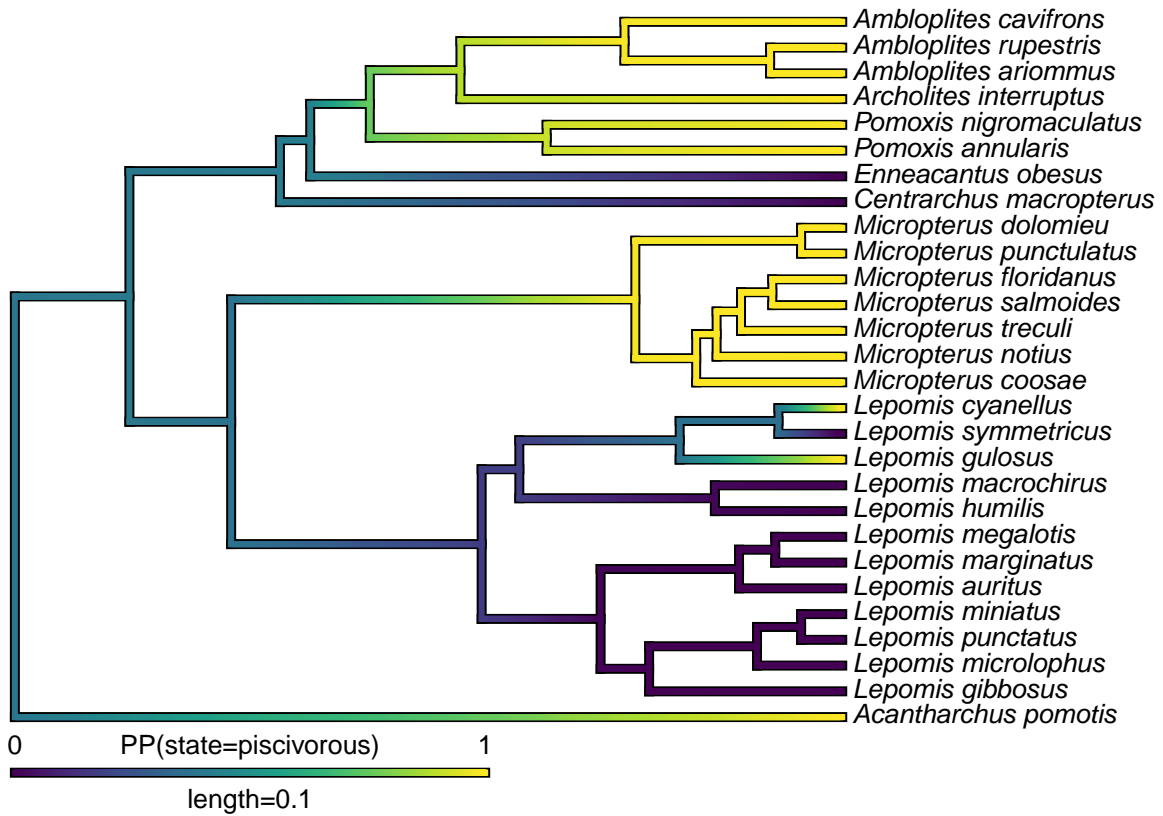 Ambloplites cavifrons
Ambloplites rupestris
Ambloplites ariommus
Archolites interruptus
Pomoxis nigromaculatus
Pomoxis annularis
Enneacantus obesus
Centrarchus macropterus
Micropterus dolomieu
Micropterus punctulatus
Micropterus floridanus
Micropterus salmoides
Micropterus treculi
Micropterus notius
Micropterus coosae
Lepomis cyanellus
Lepomis symmetricus
Lepomis gulosus
Lepomis macrochirus
Lepomis humilis
Lepomis megalotis
Lepomis marginatus
Lepomis auritus
Lepomis miniatus
Lepomis punctatus
Lepomis microlophus
Lepomis gibbosus
Acantharchus pomotis
0 PP(state=piscivorous) 1
length=0.1